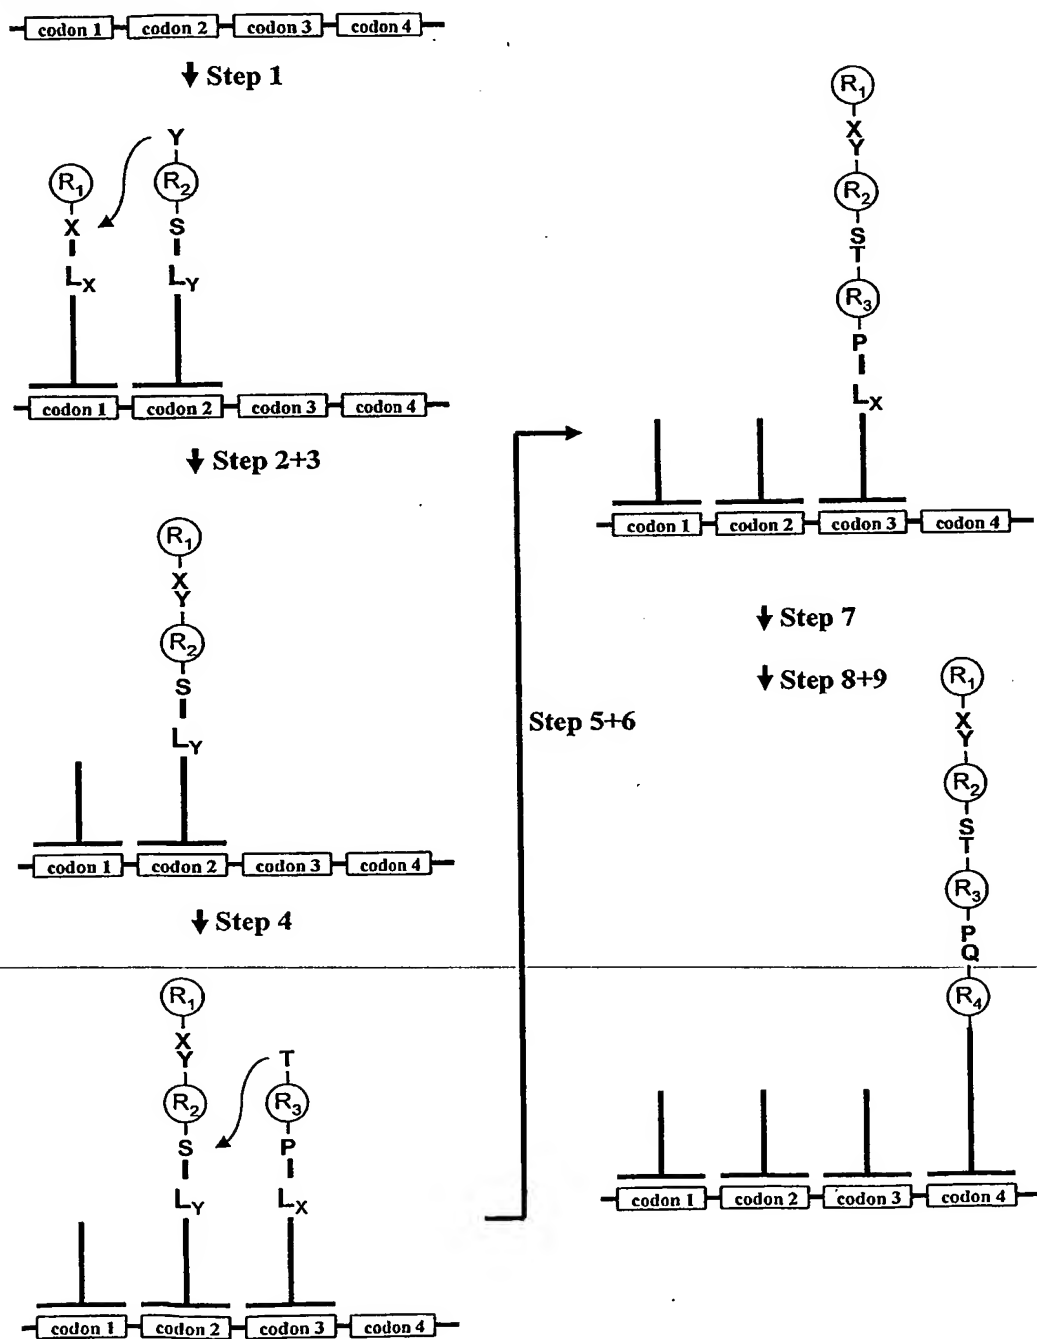 codon 1 codon 2 codon 3 codon 4
Step 1
Y
R1 R2
X S
LX LY
codon 1 codon 2 codon 3 codon 4
Step 2+3
R1
X
Y
R2
S
LY
codon 1 codon 2 codon 3 codon 4
Step 4
R1
X
Y T
R2 R3
S P
LY LX
codon 1 codon 2 codon 3 codon 4
Step 5+6
R1
X
Y
R2
S
T
R3
P
LX
codon 1 codon 2 codon 3 codon 4
Step 7
Step 8+9
R1
X
Y
R2
S
T
R3
P
Q
R4
codon 1 codon 2 codon 3 codon 4